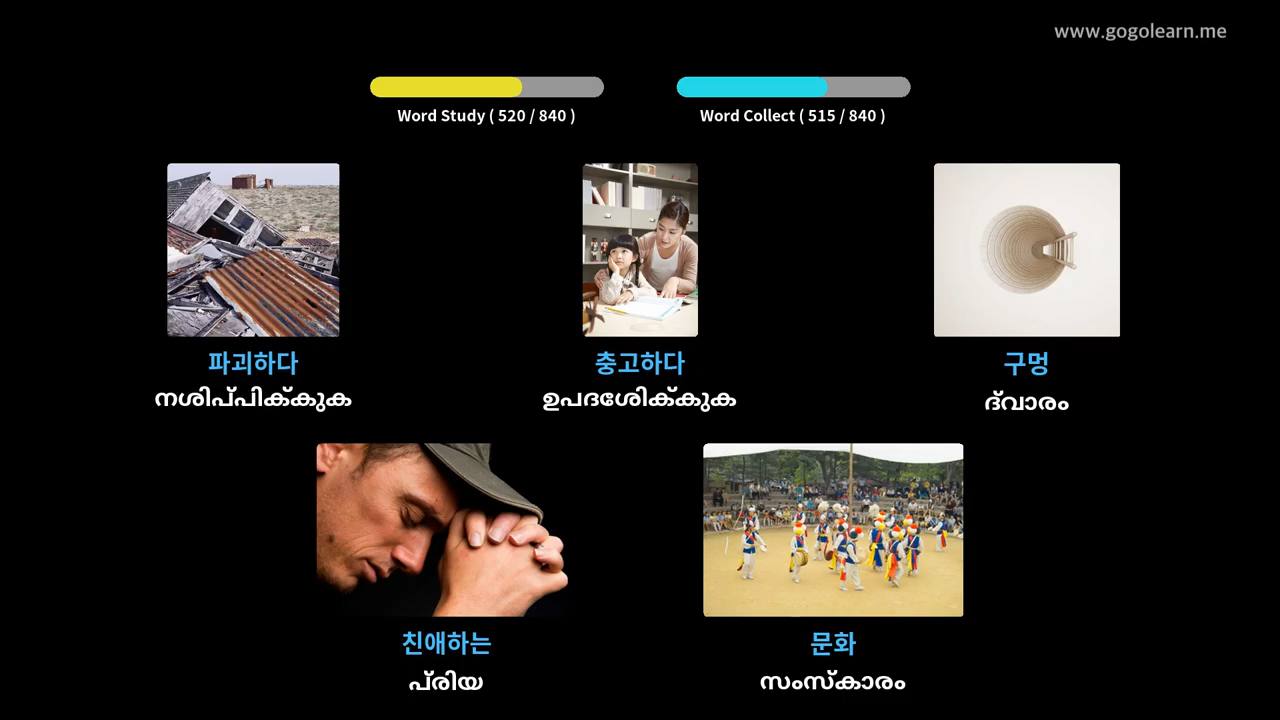 www.gogolearn.me
Word Study ( 520 / 840 )
Word Collect ( 515 / 840 )
파괴하다
നശിപ്പിക്കുക
충고하다
ഉപദേശിക്കുക
구멍
ദ്വാരം
친애하는
പ്രിയ
문화
സംസ്കാരം